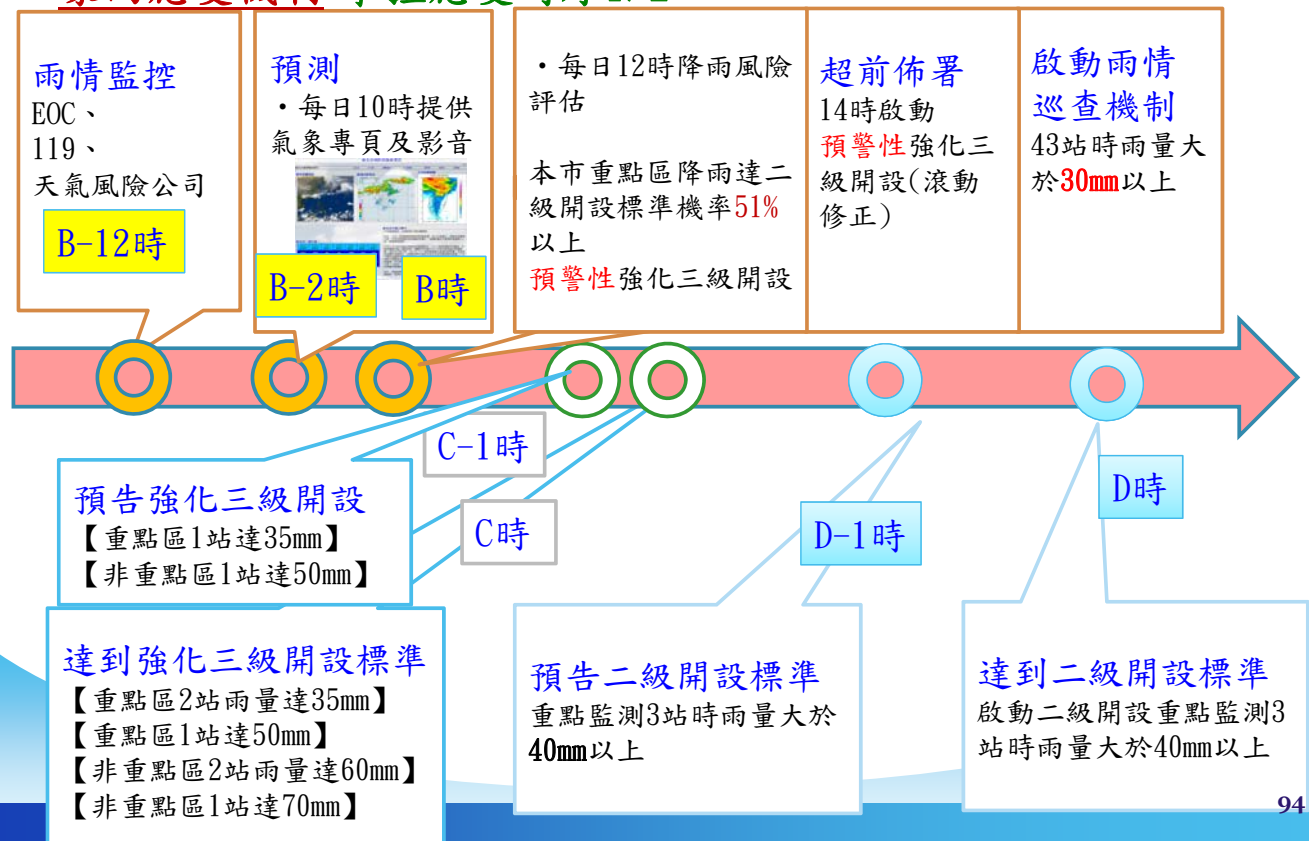 雨情監控
EOC、
119、
天氣風險公司
B-12時
預測
・每日10時提供
氣象專頁及影音
B-2時
B時
・每日12時降雨風險
評估
本市重點區降雨達二
級開設標準機率51%
以上
預警性強化三級開設
超前佈署
14時啟動
預警性強化三
級開設(滾動
修正)
啟動雨情
巡查機制
43站時雨量大
於30mm以上
C-1時
C時
D-1時
D時
預告強化三級開設
【重點區1站達35mm】
【非重點區1站達50mm】
達到強化三級開設標準
【重點區2站雨量達35mm】
【重點區1站達50mm】
【非重點區2站雨量達60mm】
【非重點區1站達70mm】
預告二級開設標準
重點監測3站時雨量大於
40mm以上
達到二級開設標準
啟動二級開設重點監測3
站時雨量大於40mm以上
94